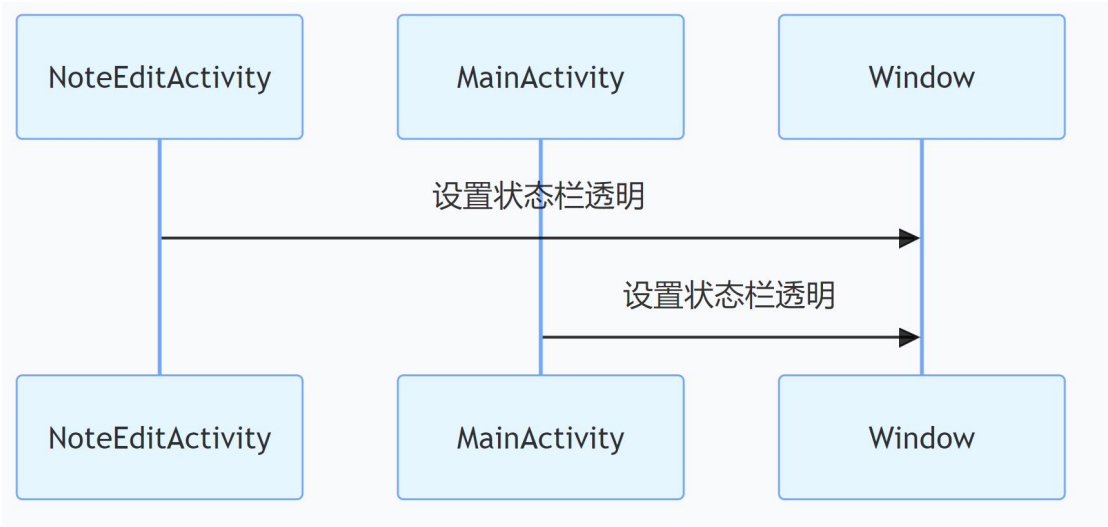 NoteEditActivity
MainActivity
Window
设置状态栏透明
设置状态栏透明
NoteEditActivity
MainActivity
Window